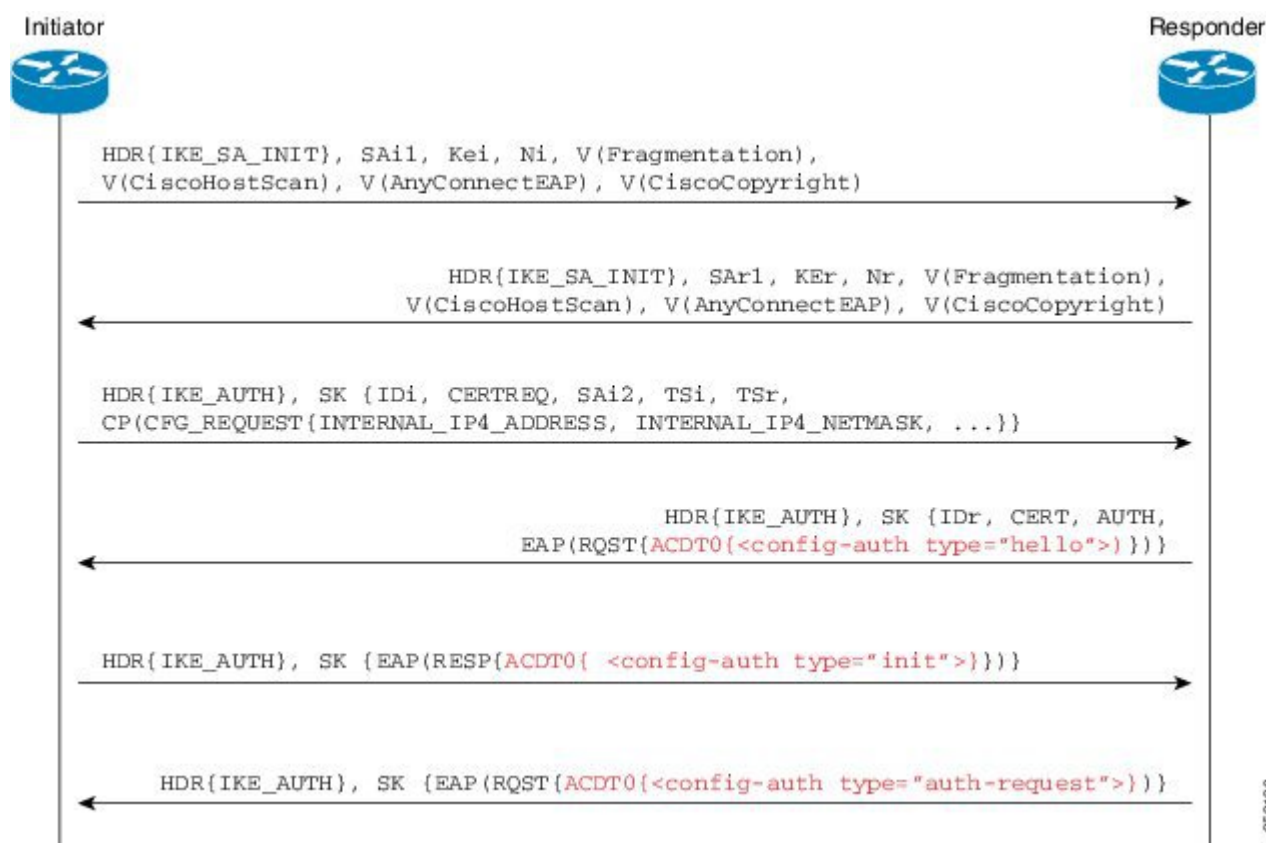 Initiator
Responder
HDR{IKE_SA_INIT}, SAi1, Kei, Ni, V(Fragmentation),
V(CiscoHostScan), V(AnyConnectEAP), V(CiscoCopyright)
HDR{IKE_SA_INIT}, SAr1, KEr, Nr, V(Fragmentation),
V(CiscoHostScan), V(AnyConnectEAP), V(CiscoCopyright)
HDR{IKE_AUTH}, SK {IDi, CERTREQ, SAi2, TSi, TSr,
CP(CFG_REQUEST{INTERNAL_IP4_ADDRESS, INTERNAL_IP4_NETMASK, ...}}
HDR{IKE_AUTH}, SK {IDr, CERT, AUTH,
EAP(RQST{ACDT0{<config-auth type="hello">}})}
HDR{IKE_AUTH}, SK {EAP(RESP{ACDT0{ <config-auth type="init">}})}
HDR{IKE_AUTH}, SK {EAP(RQST{ACDT0{<config-auth type="auth-request">})}